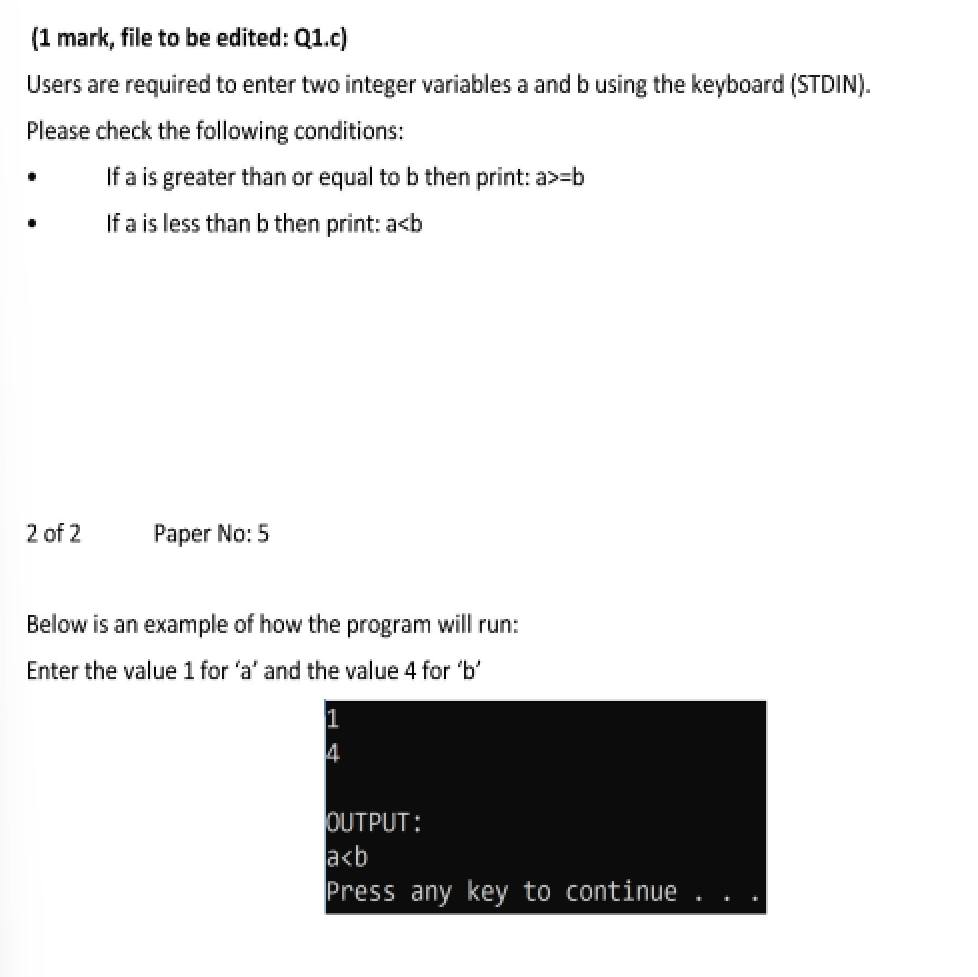 (1 mark, file to be edited: Q1.c)
Users are required to enter two integer variables a and b using the keyboard (STDIN).
Please check the following conditions:
• If a is greater than or equal to b then print: a>=b
• If a is less than b then print: a<b
2 of 2 Paper No: 5
Below is an example of how the program will run:
Enter the value 1 for ‘a’ and the value 4 for ‘b’
1
4
OUTPUT:
a<b
Press any key to continue . . .